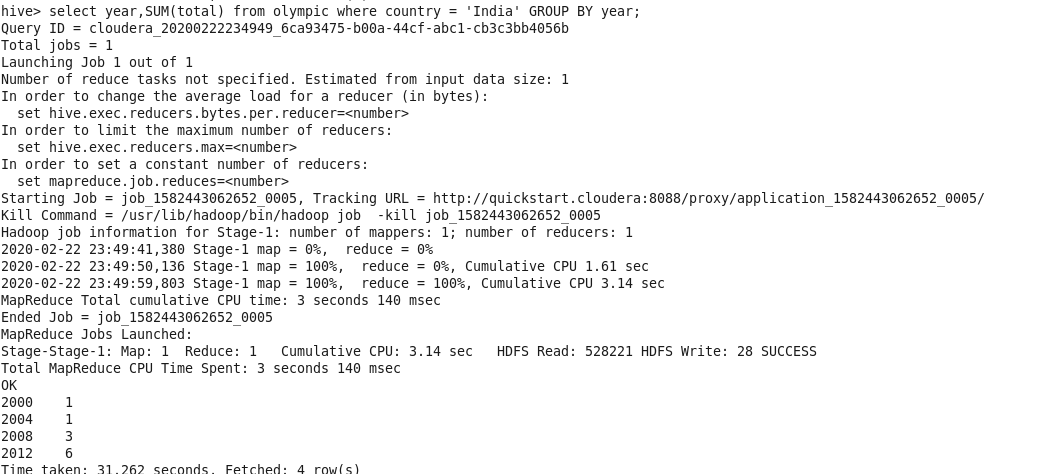 hive> select year,SUM(total) from olympic where country = 'India' GROUP BY year;
Query ID = cloudera_20200222234949_6ca93475-b00a-44cf-abc1-cb3c3bb4056b
Total jobs = 1
Launching Job 1 out of 1
Number of reduce tasks not specified. Estimated from input data size: 1
In order to change the average load for a reducer (in bytes):
  set hive.exec.reducers.bytes.per.reducer=<number>
In order to limit the maximum number of reducers:
  set hive.exec.reducers.max=<number>
In order to set a constant number of reducers:
  set mapreduce.job.reduces=<number>
Starting Job = job_1582443062652_0005, Tracking URL = http://quickstart.cloudera:8088/proxy/application_1582443062652_0005/
Kill Command = /usr/lib/hadoop/bin/hadoop job  -kill job_1582443062652_0005
Hadoop job information for Stage-1: number of mappers: 1; number of reducers: 1
2020-02-22 23:49:41,380 Stage-1 map = 0%,  reduce = 0%
2020-02-22 23:49:50,136 Stage-1 map = 100%,  reduce = 0%, Cumulative CPU 1.61 sec
2020-02-22 23:49:59,803 Stage-1 map = 100%,  reduce = 100%, Cumulative CPU 3.14 sec
MapReduce Total cumulative CPU time: 3 seconds 140 msec
Ended Job = job_1582443062652_0005
MapReduce Jobs Launched:
Stage-Stage-1: Map: 1  Reduce: 1   Cumulative CPU: 3.14 sec   HDFS Read: 528221 HDFS Write: 28 SUCCESS
Total MapReduce CPU Time Spent: 3 seconds 140 msec
OK
2000    1
2004    1
2008    3
2012    6
Time taken: 31.262 seconds, Fetched: 4 row(s)